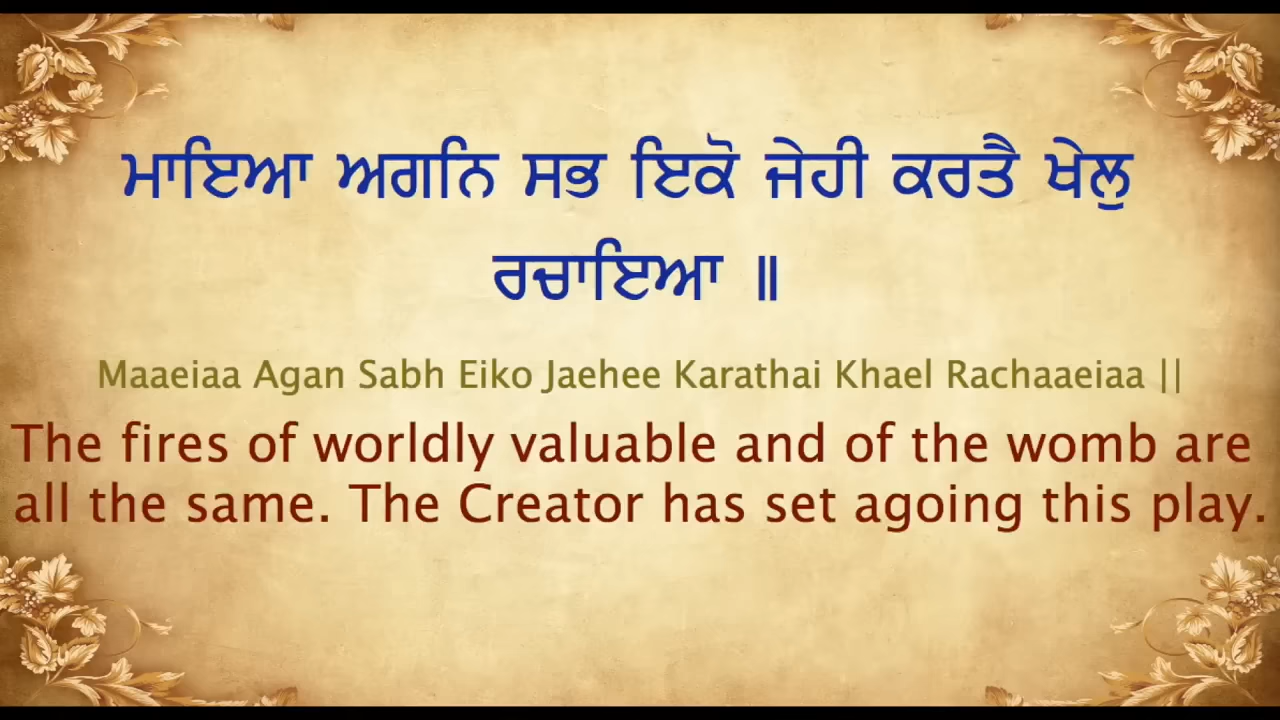 ਮਾਇਆ ਅਗਨਿ ਸਭ ਇਕੋ ਜੇਹੀ ਕਰਤੈ ਖੇਲੁ
ਰਚਾਇਆ ॥
Maaeiaa Agan Sabh Eiko Jaehee Karathai Khael Rachaaeiaa ||
The fires of worldly valuable and of the womb are
all the same. The Creator has set agoing this play.